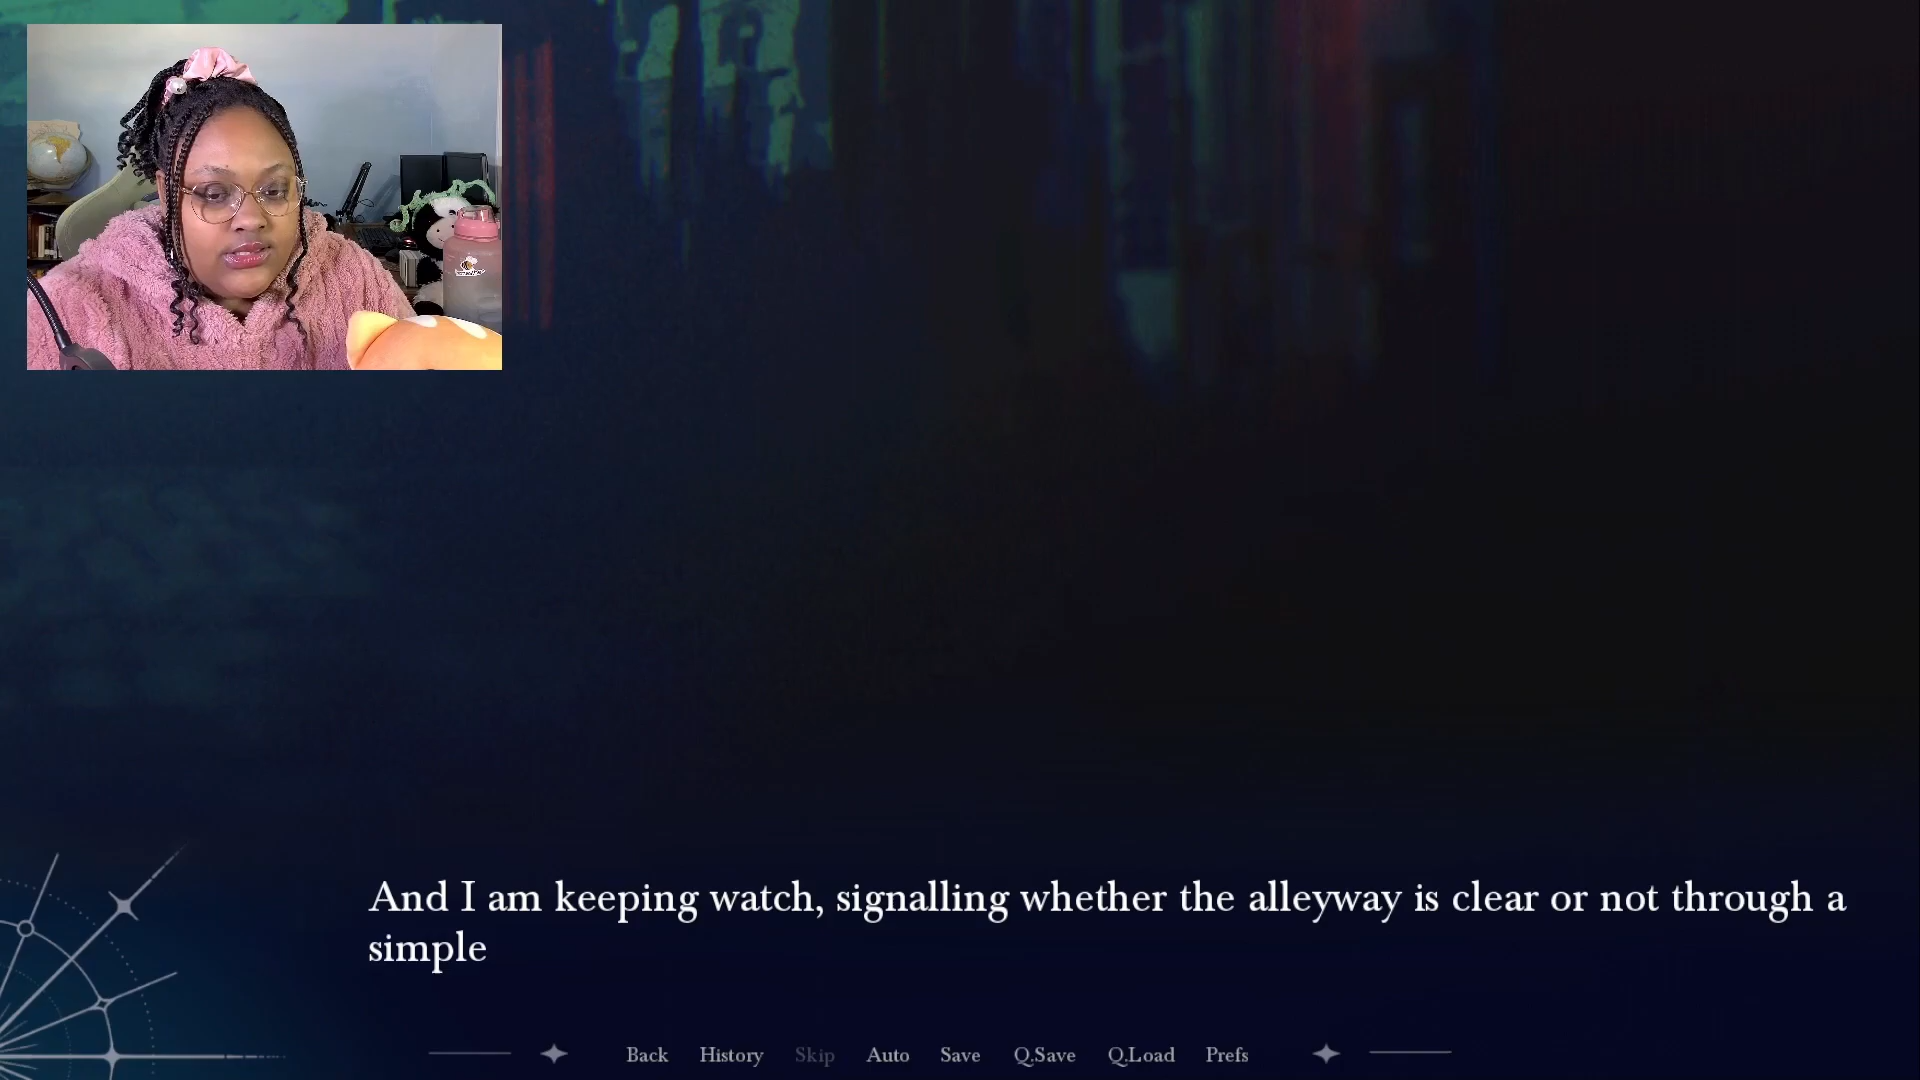 And I am keeping watch, signalling whether the alleyway is clear or not through a
simple
Back History Skip Auto Save Q.Save Q.Load Prefs